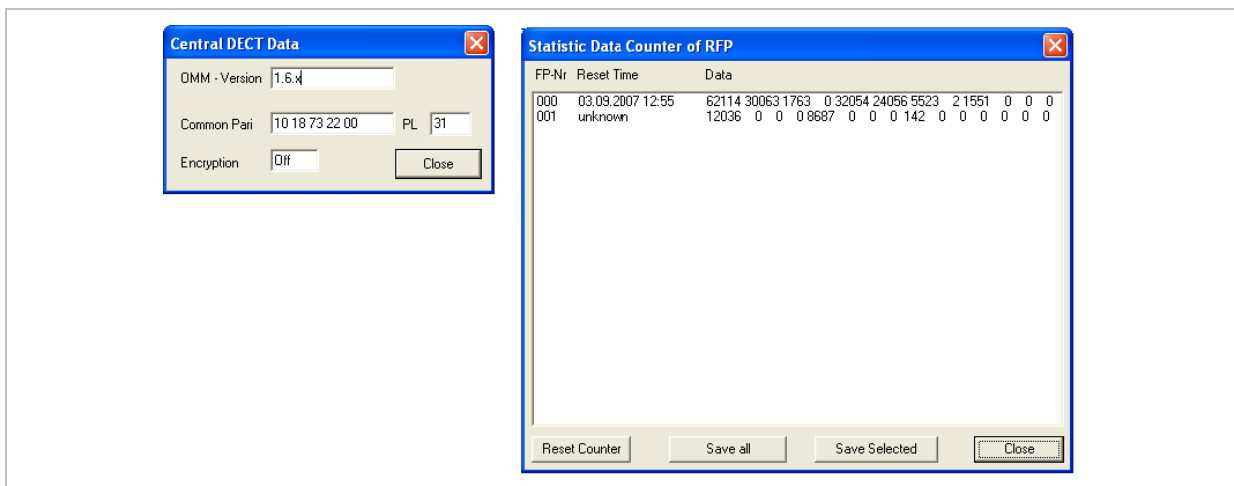 Central DECT Data
OMM - Version 1.6.x
Common Pari 10 18 73 22 00 PL 31
Encryption Off Close
Statistic Data Counter of RFP
FP-Nr Reset Time Data
000 03.09.2007 12:55 62114 30063 1763 0 32054 24056 5523 2 1551 0 0 0
001 unknown 12036 0 0 0 8687 0 0 0 142 0 0 0 0 0 0
Reset Counter Save all Save Selected Close